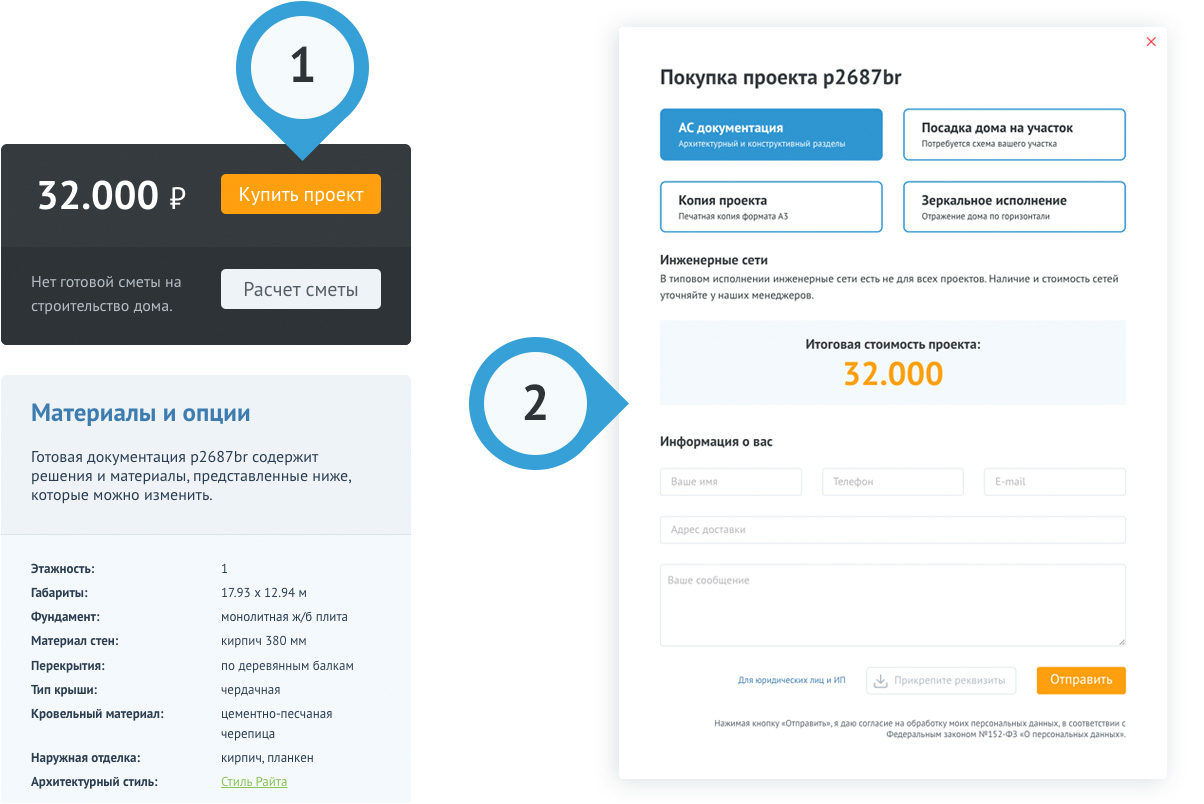 1
32.000 ₽
Купить проект
Нет готовой сметы на
строительство дома.
Расчет сметы
Материалы и опции
Готовая документация p2687br содержит
решения и материалы, представленные ниже,
которые можно изменить.
Этажность: 1
Габариты: 17.93 x 12.94 м
Фундамент: монолитная ж/б плита
Материал стен: кирпич 380 мм
Перекрытия: по деревянным балкам
Тип крыши: чердачная
Кровельный материал: цементно-песчаная
черепица
Наружная отделка: кирпич, планкен
Архитектурный стиль: Стиль Райта
2
Покупка проекта p2687br
АС документация
Архитектурный и конструктивный разделы
Посадка дома на участок
Потребуется схема вашего участка
Копия проекта
Печатная копия формата А3
Зеркальное исполнение
Отражение дома по горизонтали
Инженерные сети
В типовом исполнении инженерные сети есть не для всех проектов. Наличие и стоимость сетей
уточняйте у наших менеджеров.
Итоговая стоимость проекта:
32.000
Информация о вас
Ваше имя
Телефон
E-mail
Адрес доставки
Ваше сообщение
Для юридических лиц и ИП
Прикрепите реквизиты
Отправить
Нажимая кнопку «Отправить», я даю согласие на обработку моих персональных данных, в соответствии с
Федеральным законом №152-ФЗ «О персональных данных».